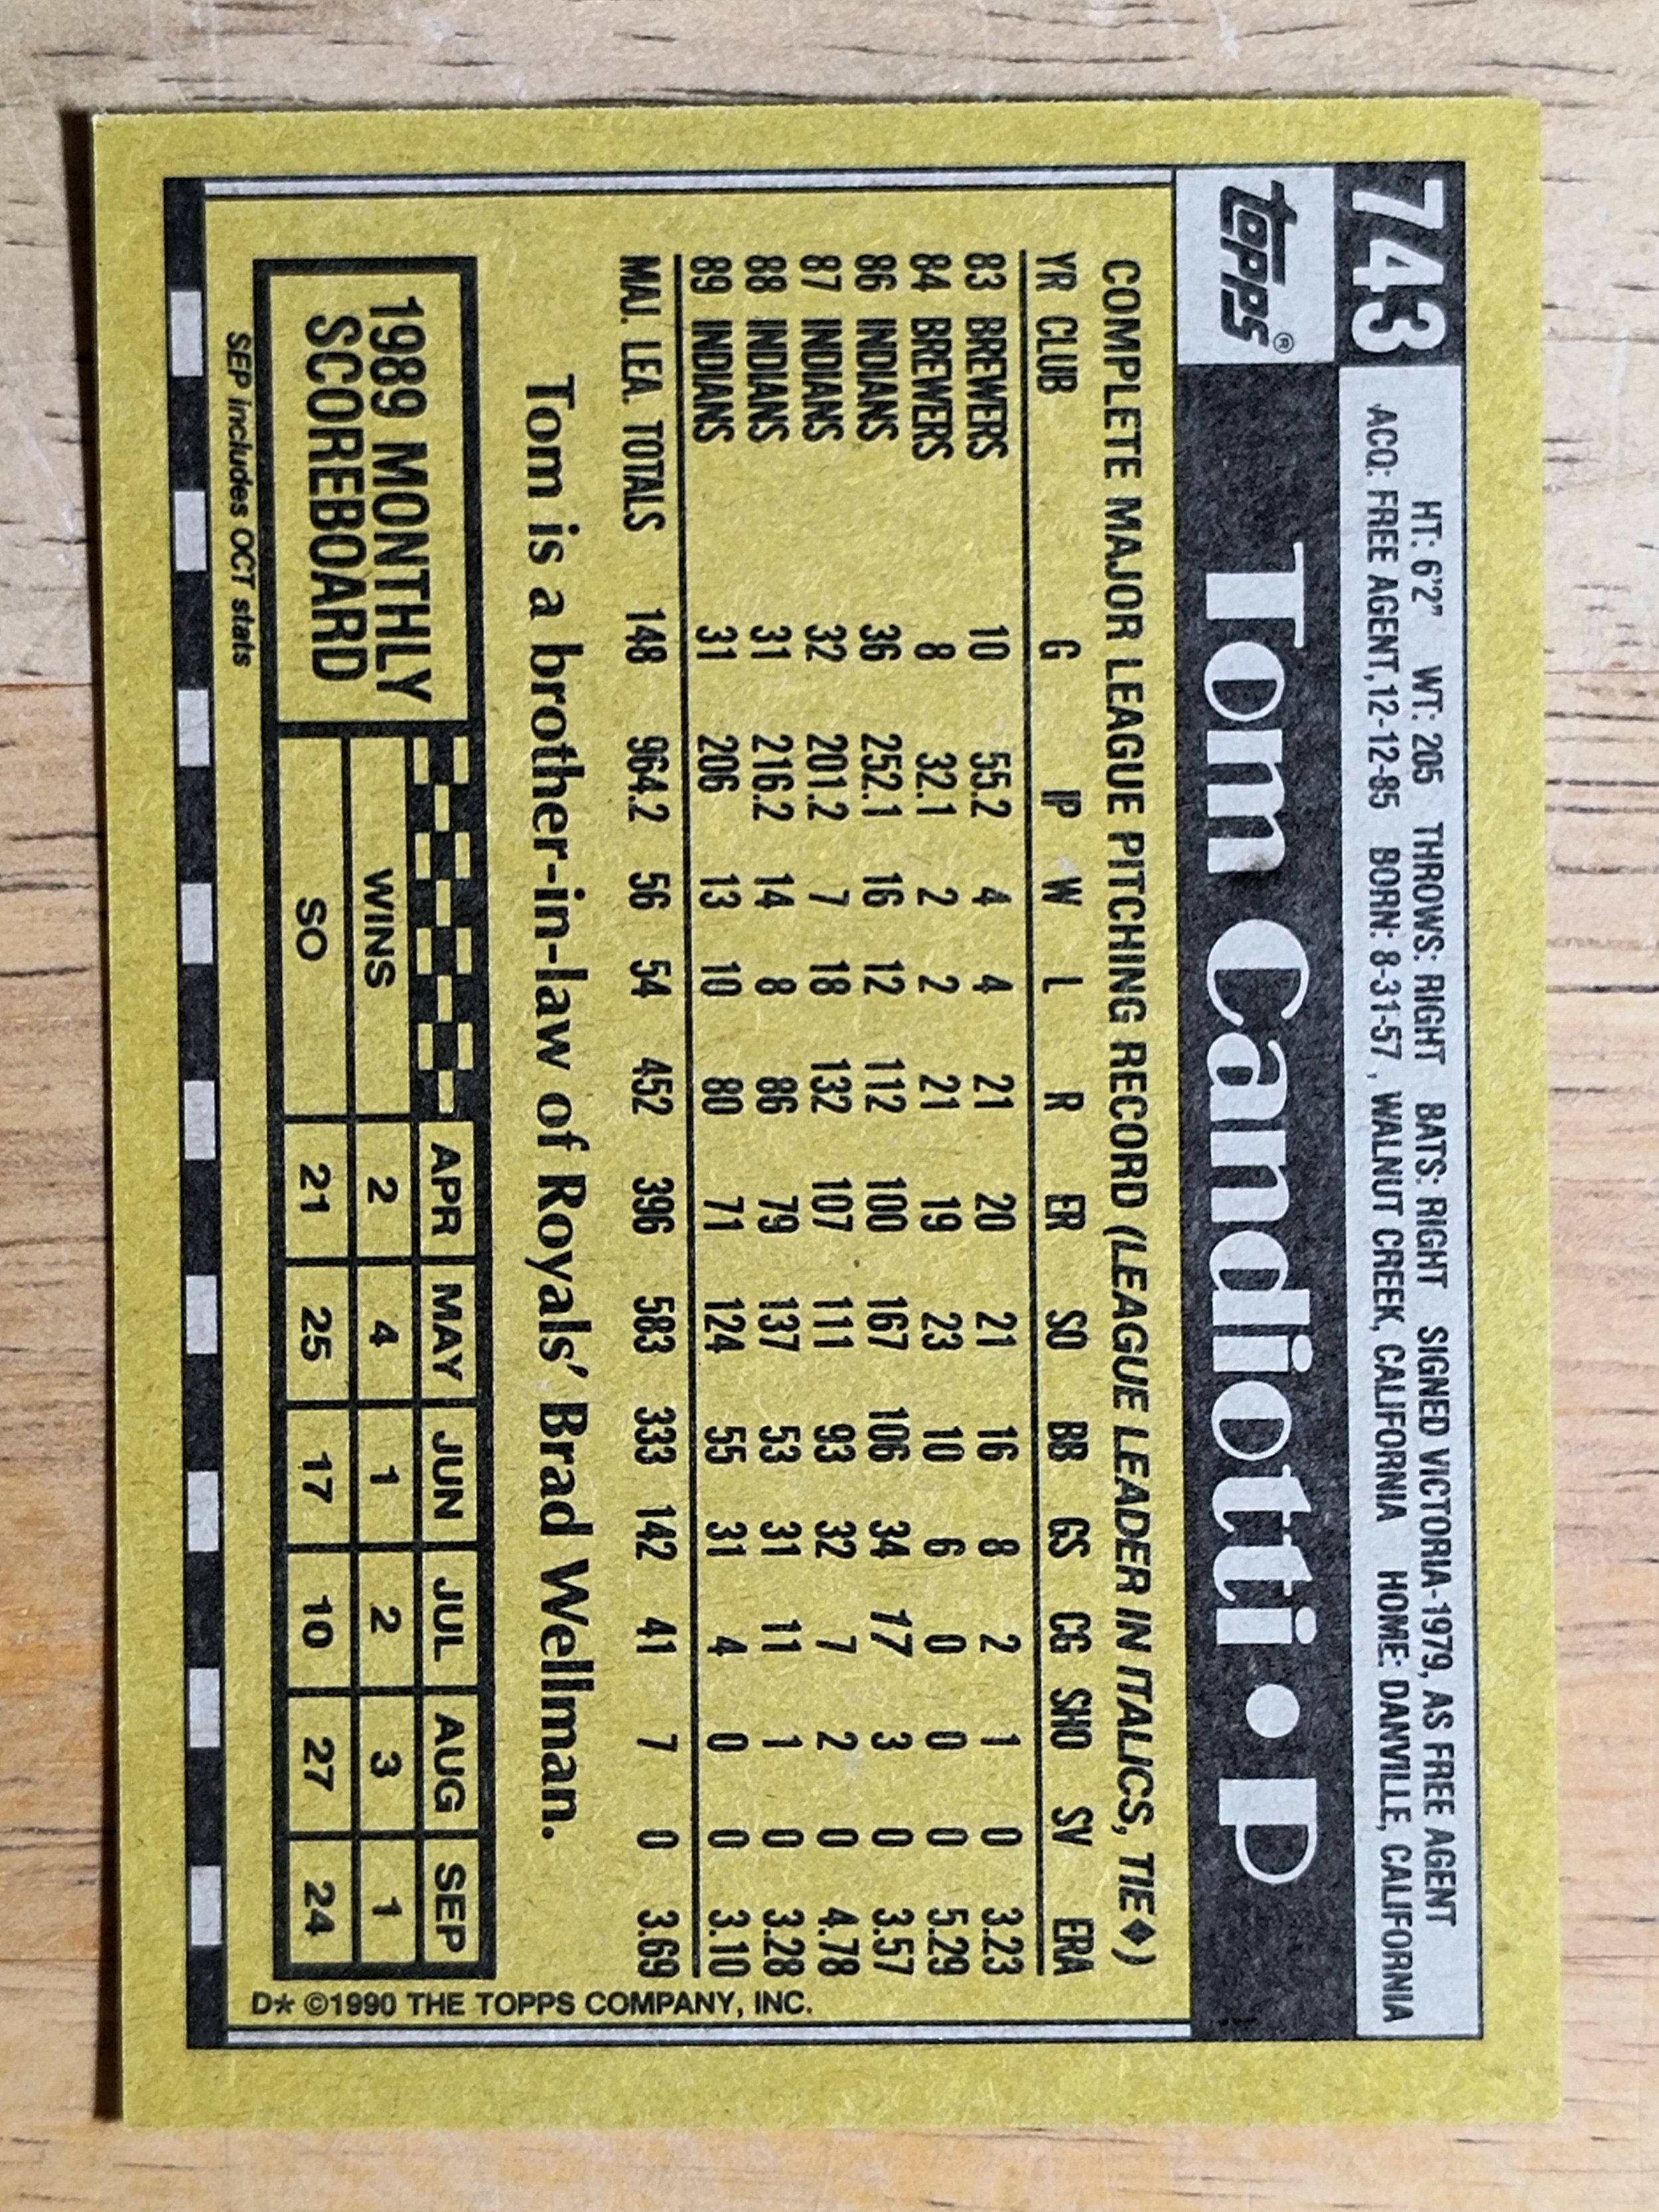 743
HT: 6'2" WT: 205 THROWS: RIGHT BATS: RIGHT SIGNED VICTORIA-1979, AS FREE AGENT
ACQ: FREE AGENT, 12-12-85 BORN: 8-31-57, WALNUT CREEK, CALIFORNIA HOME: DANVILLE, CALIFORNIA
topps®
Tom Candiotti • P
COMPLETE MAJOR LEAGUE PITCHING RECORD (LEAGUE LEADER IN ITALICS, TIE ♦)
YR CLUB G IP W L R ER SO BB GS CG SHO SV ERA
83 BREWERS 10 55.2 4 4 21 20 21 16 8 2 1 0 3.23
84 BREWERS 8 32.1 2 2 21 19 23 10 6 0 0 0 5.29
86 INDIANS 36 252.1 16 12 112 100 167 106 34 17 3 0 3.57
87 INDIANS 32 201.2 7 18 132 107 111 93 32 7 2 0 4.78
88 INDIANS 31 216.2 14 8 86 79 137 53 31 11 1 0 3.28
89 INDIANS 31 206 13 10 80 71 124 55 31 4 0 0 3.10
MAJ. LEA. TOTALS 148 964.2 56 54 452 396 583 333 142 41 7 0 3.69
Tom is a brother-in-law of Royals' Brad Wellman.
1989 MONTHLY
SCOREBOARD
APR MAY JUN JUL AUG SEP
WINS 2 4 1 2 3 1
SO 21 25 17 10 27 24
SEP includes OCT stats
D* ©1990 THE TOPPS COMPANY, INC.